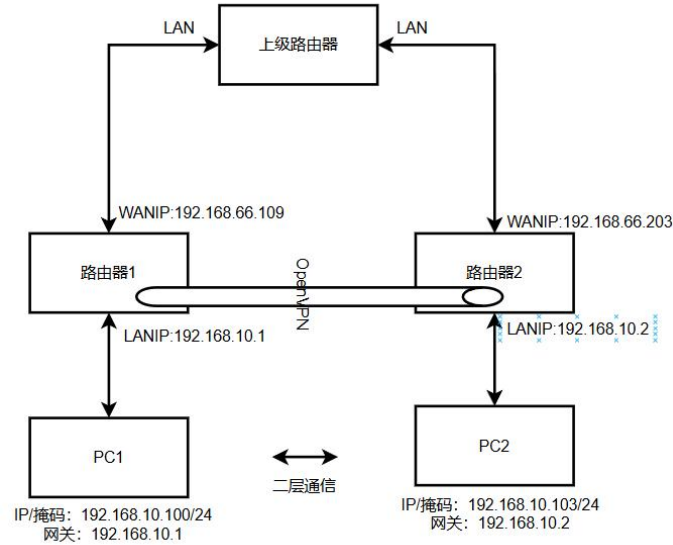 LAN
上级路由器
LAN
WANIP:192.168.66.109
WANIP:192.168.66.203
路由器1
路由器2
OpenVPN
LANIP:192.168.10.1
LANIP:192.168.10.2
PC1
PC2
二层通信
IP/掩码：192.168.10.100/24
网关：192.168.10.1
IP/掩码：192.168.10.103/24
网关：192.168.10.2